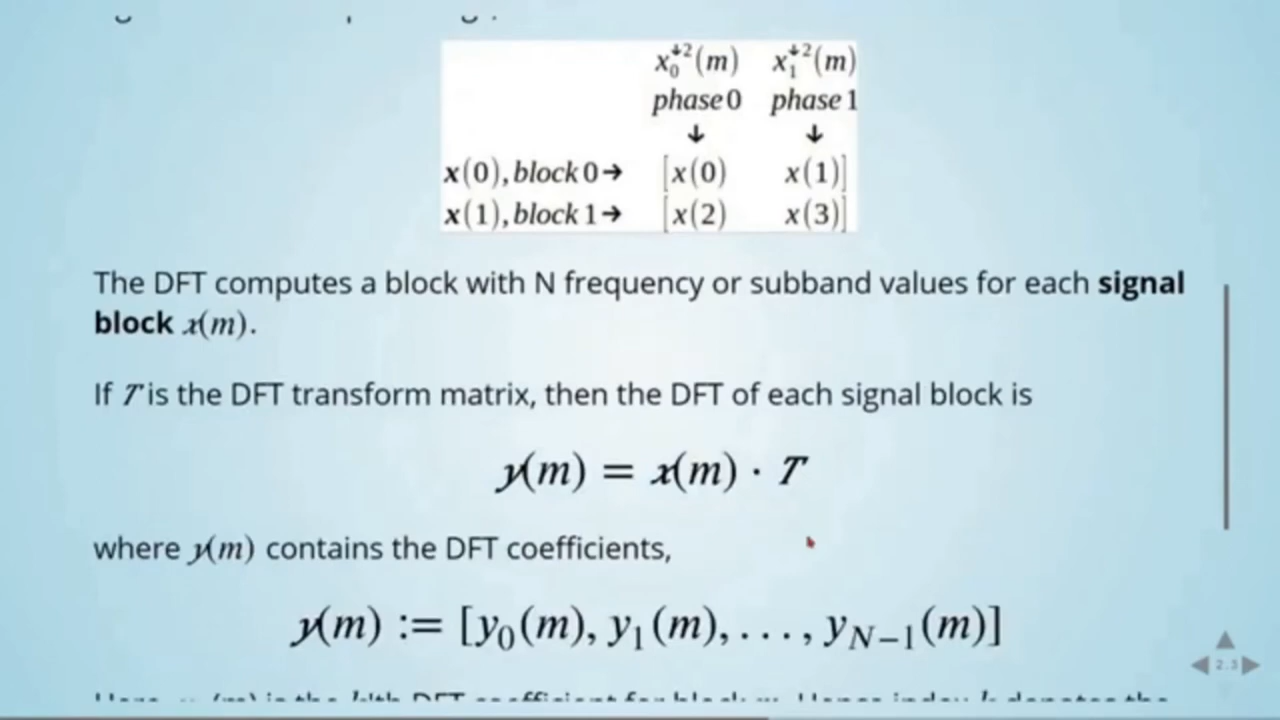 x₀^↓2(m) x₁^↓2(m)
phase 0 phase 1
↓ ↓
x(0), block 0→ [x(0) x(1)]
x(1), block 1→ [x(2) x(3)]
The DFT computes a block with N frequency or subband values for each signal
block x(m).
If T is the DFT transform matrix, then the DFT of each signal block is
y(m) = x(m) · T
where y(m) contains the DFT coefficients,
y(m) := [y₀(m), y₁(m), . . . , y_{N−1}(m)]
2.3